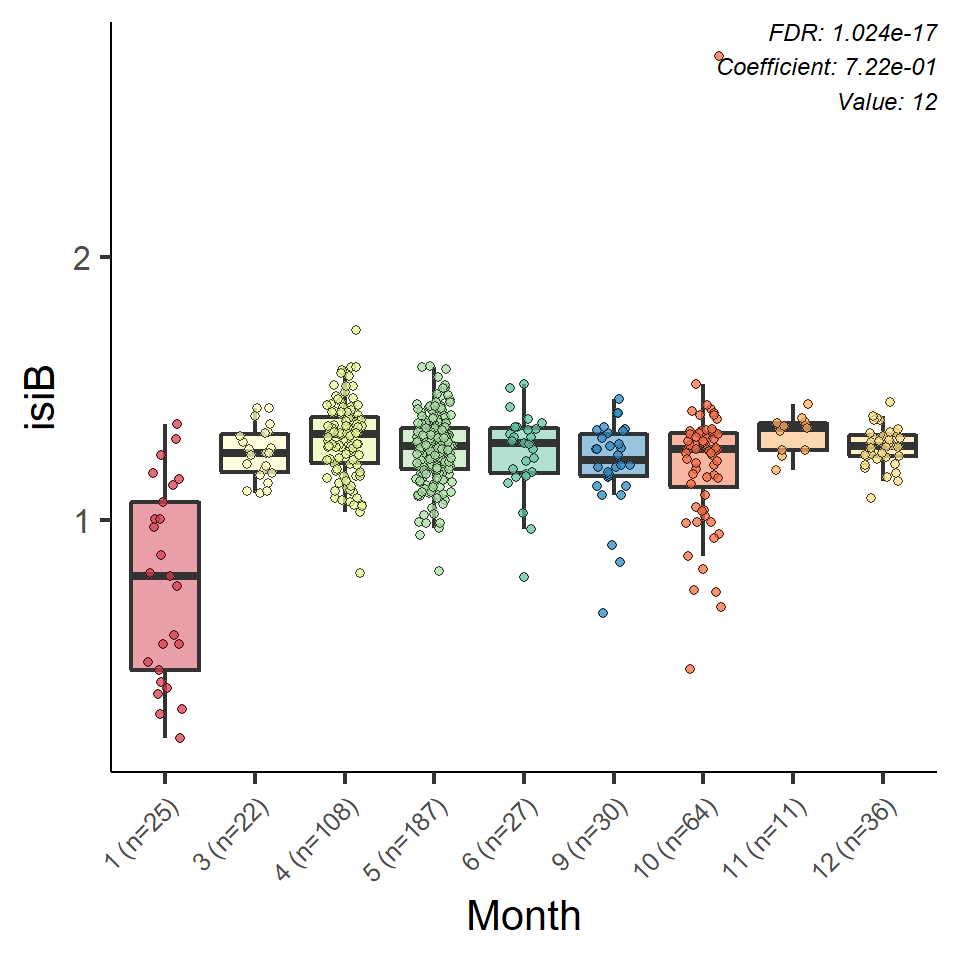 FDR: 1.024e-17
Coefficient: 7.22e-01
Value: 12
2
1
isiB
1 (n=25)
3 (n=22)
4 (n=108)
5 (n=187)
6 (n=27)
9 (n=30)
10 (n=64)
11 (n=11)
12 (n=36)
Month